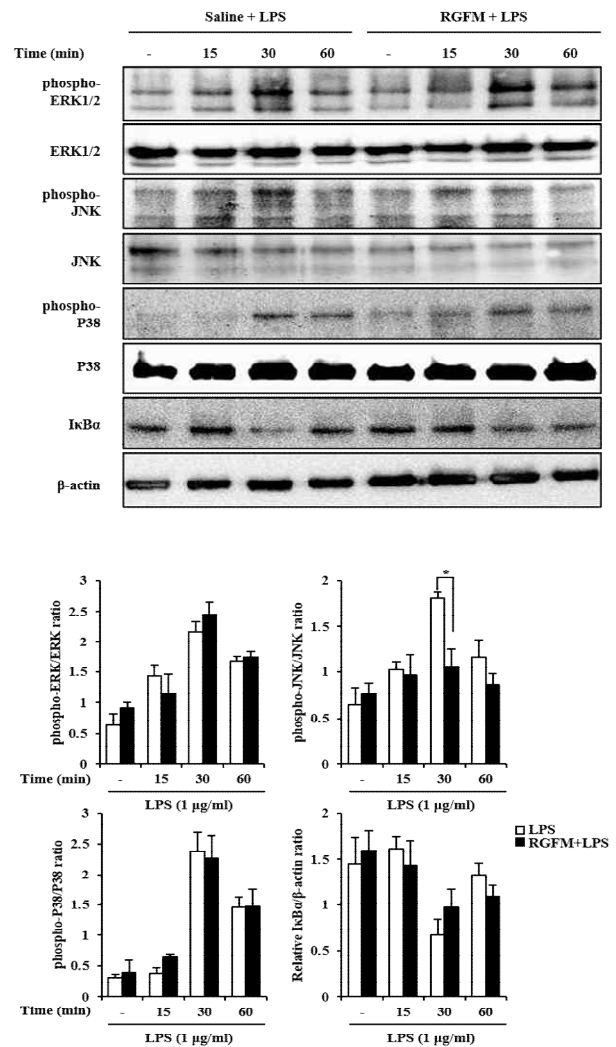 Saline + LPS RGFM + LPS
Time (min) - 15 30 60 - 15 30 60
phospho-
ERK1/2
ERK1/2
phospho-
JNK
JNK
phospho-
P38
P38
IκBα
β-actin
phospho-ERK/ERK ratio
3
2.5
2
1.5
1
0.5
0
Time (min) - 15 30 60
LPS (1 μg/ml)
phospho-JNK/JNK ratio
2
1.5
1
0.5
0
*
- 15 30 60
LPS (1 μg/ml)
phospho-P38/P38 ratio
3
2.5
2
1.5
1
0.5
0
Time (min) - 15 30 60
LPS (1 μg/ml)
Relative IκBα/β-actin ratio
2
1.5
1
0.5
0
- 15 30 60
LPS (1 μg/ml)
LPS
RGFM+LPS